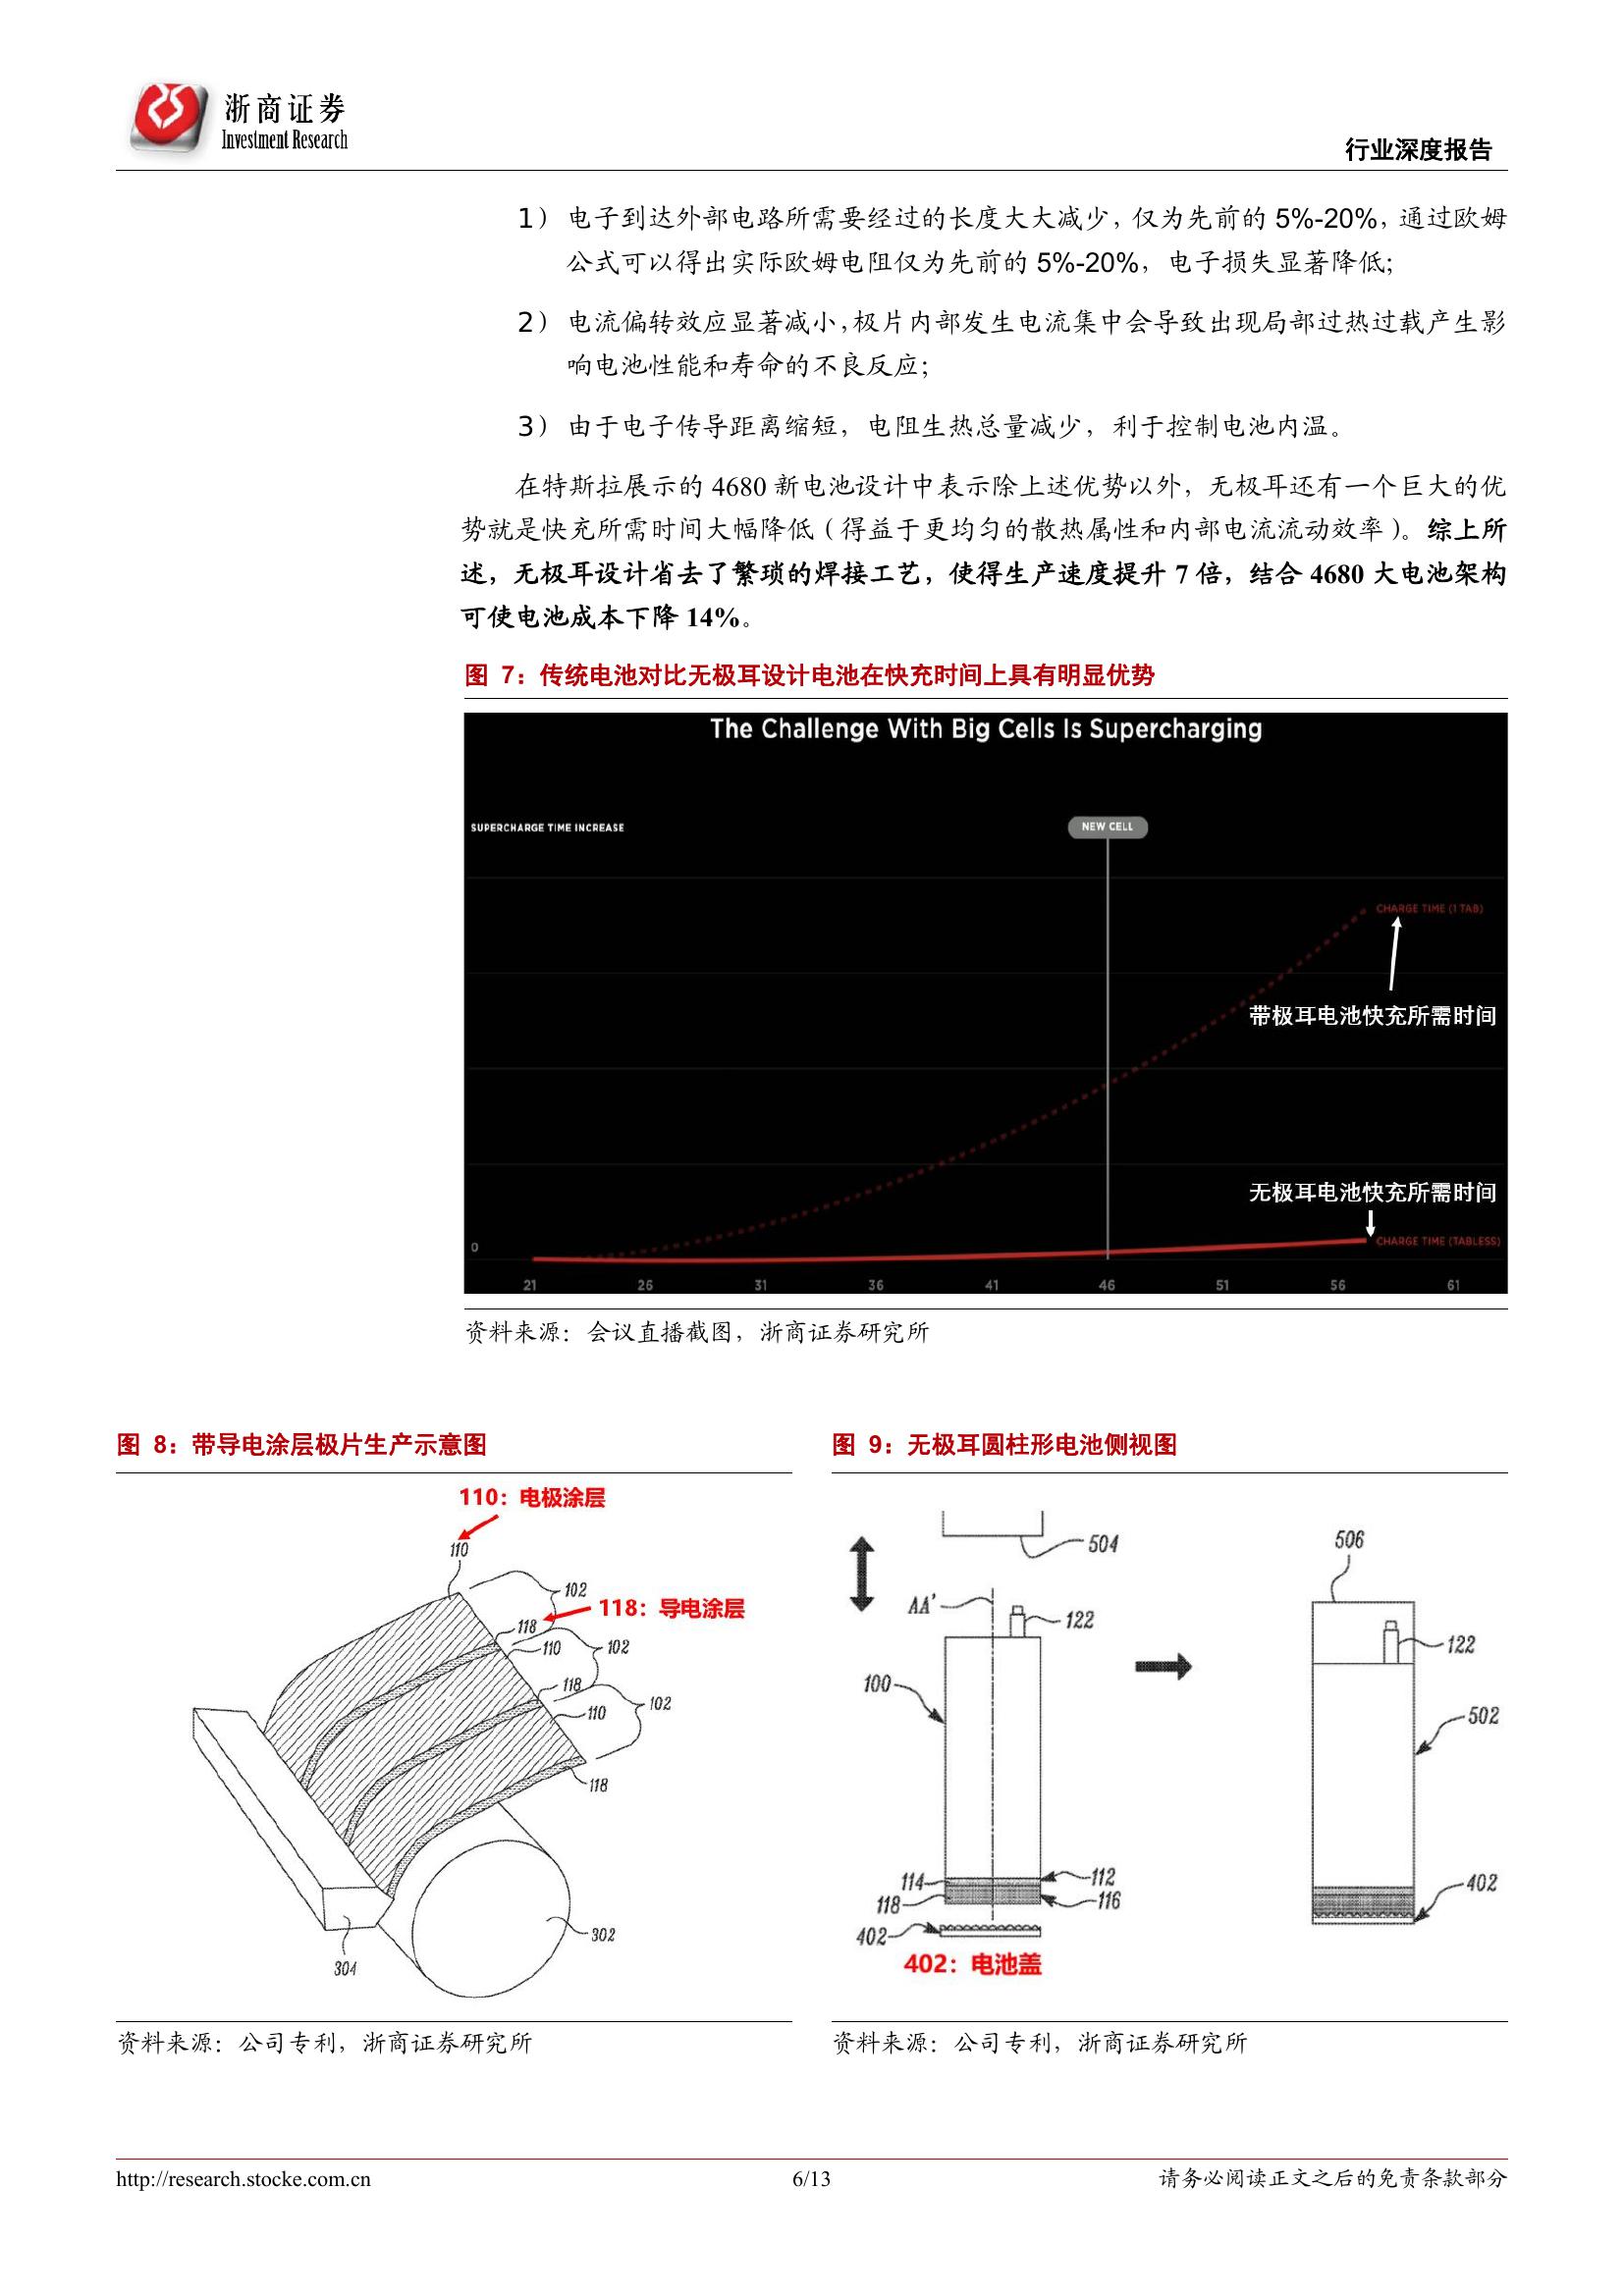 浙商证券
Investment Research
行业深度报告
1） 电子到达外部电路所需要经过的长度大大减少，仅为先前的 5%-20%，通过欧姆
公式可以得出实际欧姆电阻仅为先前的 5%-20%，电子损失显著降低；
2） 电流偏转效应显著减小，极片内部发生电流集中会导致出现局部过热过载产生影
响电池性能和寿命的不良反应；
3） 由于电子传导距离缩短，电阻生热总量减少，利于控制电池内温。
在特斯拉展示的 4680 新电池设计中表示除上述优势以外，无极耳还有一个巨大的优
势就是快充所需时间大幅降低（得益于更均匀的散热属性和内部电流流动效率）。综上所
述，无极耳设计省去了繁琐的焊接工艺，使得生产速度提升 7 倍，结合 4680 大电池架构
可使电池成本下降 14%。
图 7：传统电池对比无极耳设计电池在快充时间上具有明显优势
The Challenge With Big Cells Is Supercharging
SUPERCHARGE TIME INCREASE
NEW CELL
CHARGE TIME (1 TAB)
带极耳电池快充所需时间
无极耳电池快充所需时间
CHARGE TIME (TABLESS)
0
21 26 31 36 41 46 51 56 61
资料来源：会议直播截图，浙商证券研究所
图 8：带导电涂层极片生产示意图
110：电极涂层
110
102
118：导电涂层
118
110
102
118
110
102
118
302
304
资料来源：公司专利，浙商证券研究所
图 9：无极耳圆柱形电池侧视图
504
506
AA'
122
122
100
502
114
112
118
116
402
402
402：电池盖
资料来源：公司专利，浙商证券研究所
http://research.stocke.com.cn
6/13
请务必阅读正文之后的免责条款部分